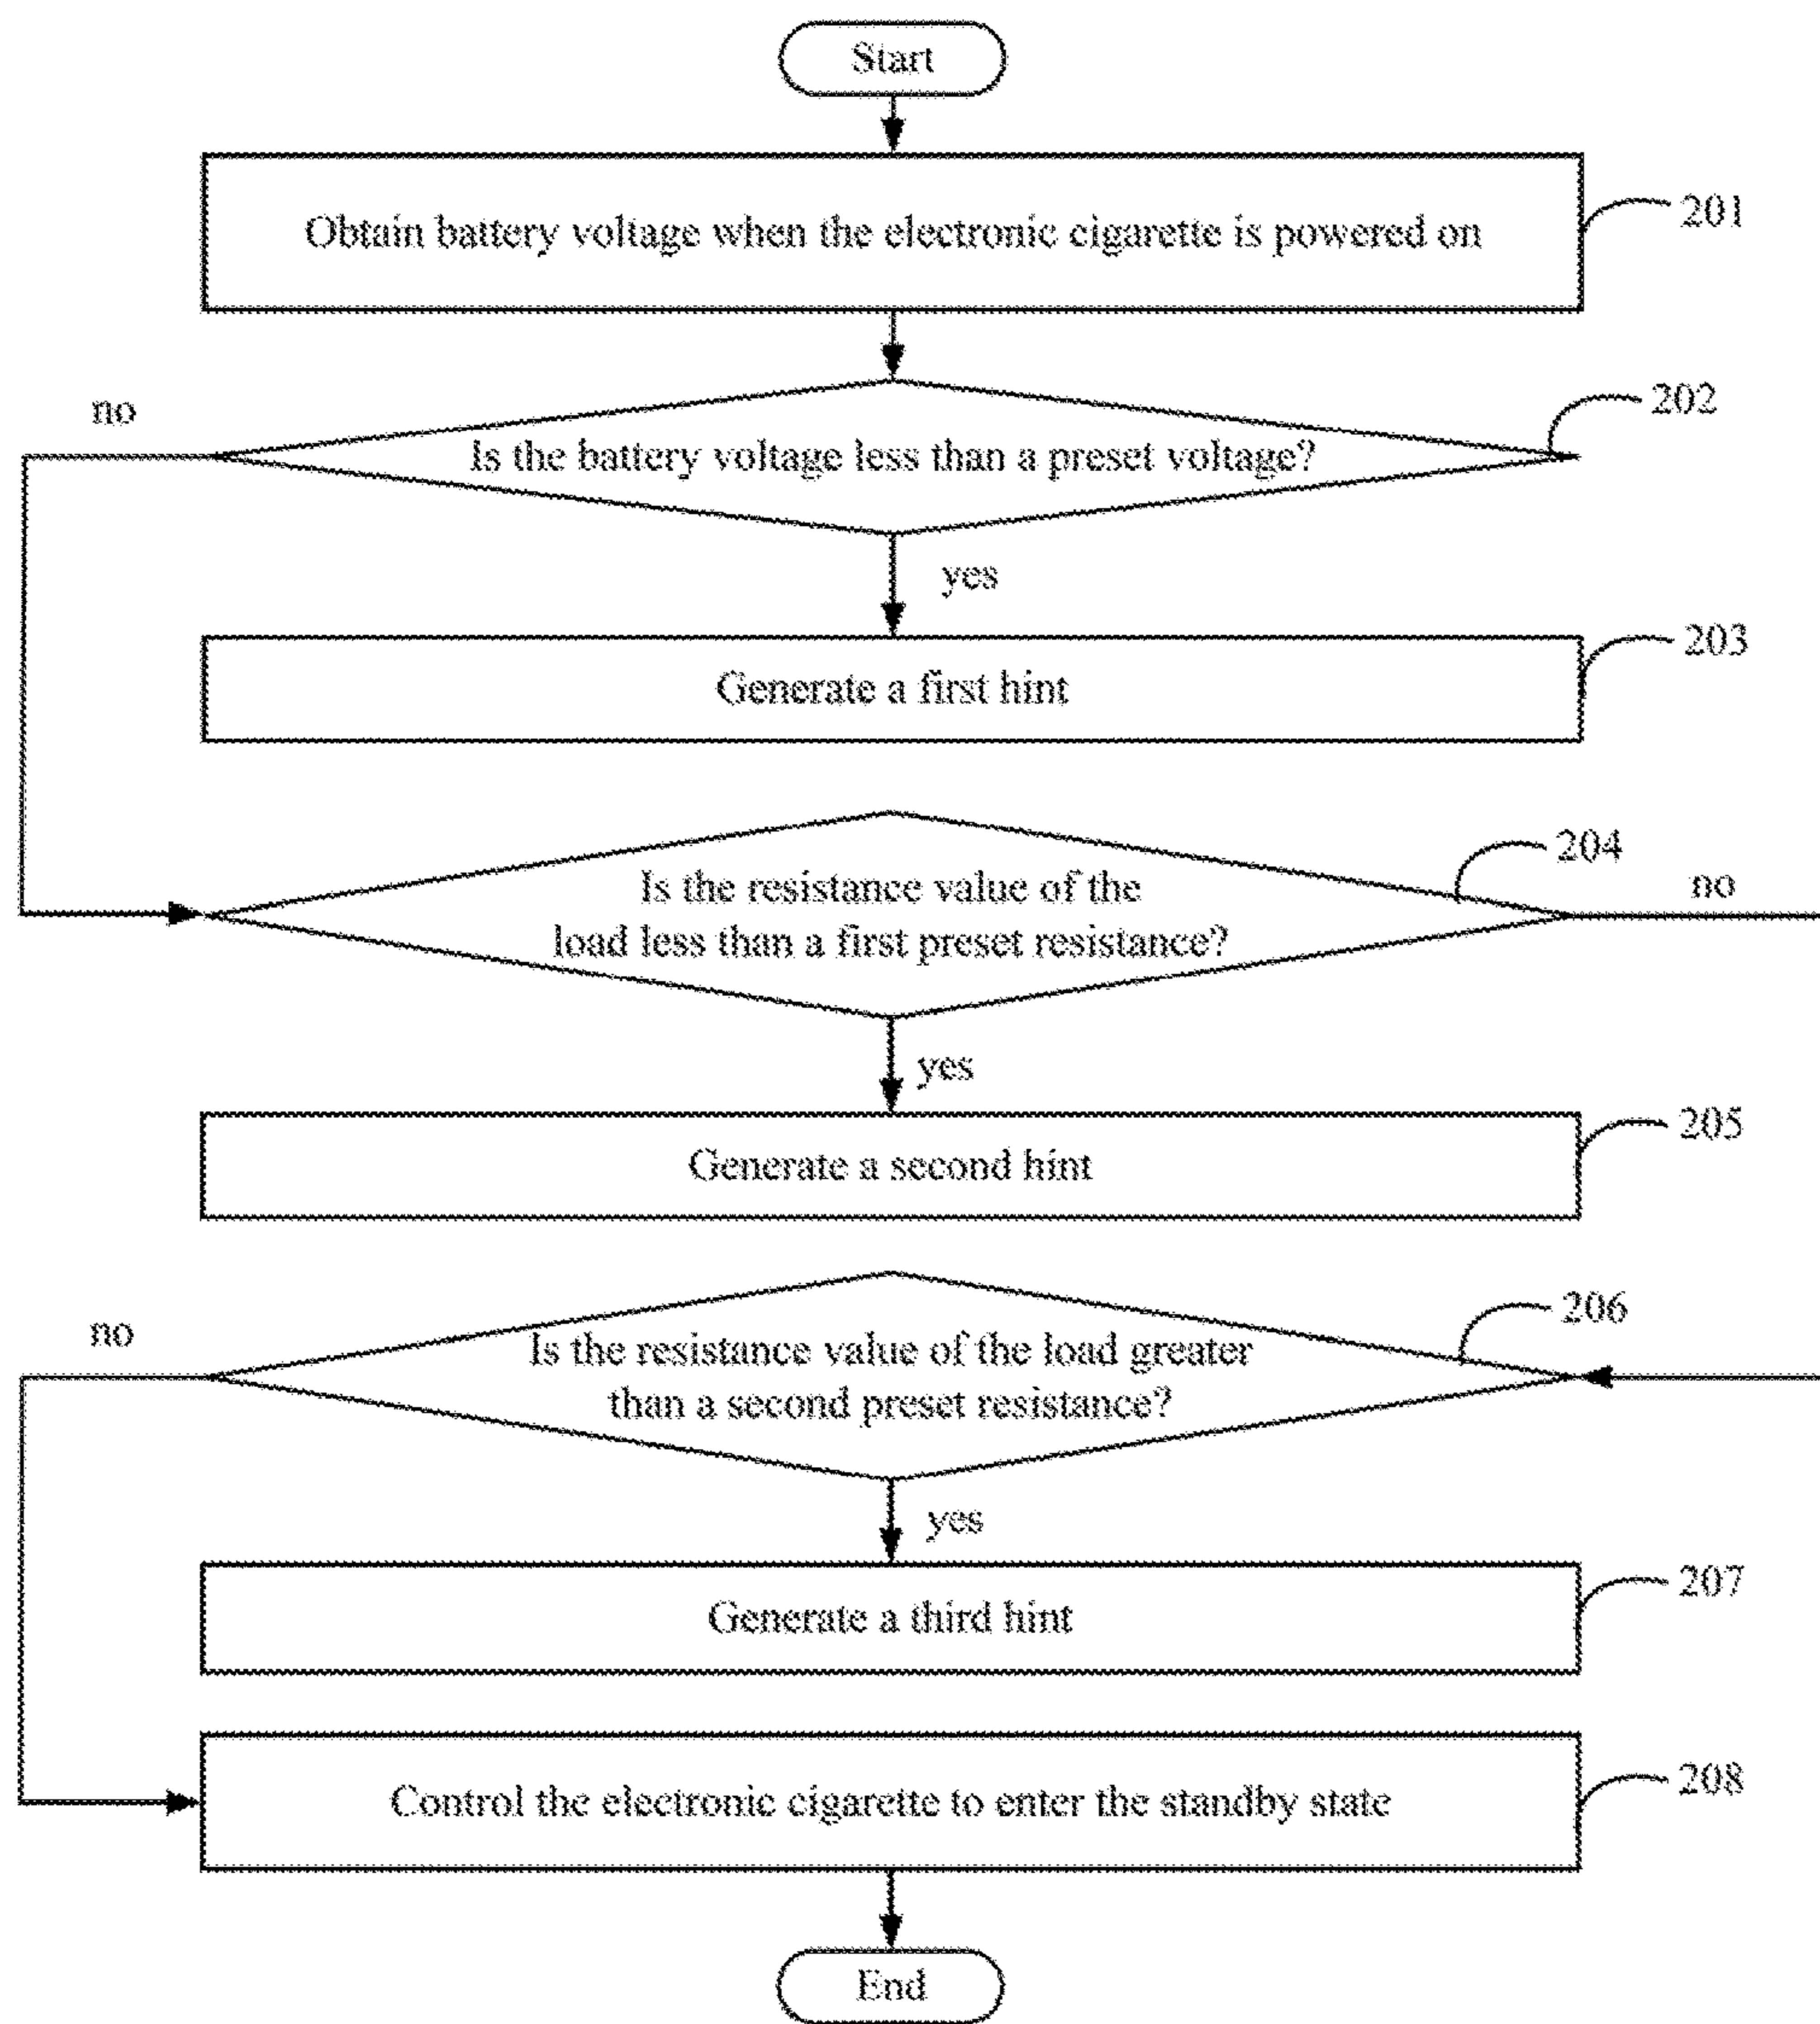 Start
Obtain battery voltage when the electronic cigarette is powered on
201
no
202
Is the battery voltage less than a preset voltage?
yes
203
Generate a first hint
204
Is the resistance value of the
no
load less than a first preset resistance?
yes
205
Generate a second hint
206
no
Is the resistance value of the load greater
than a second preset resistance?
yes
207
Generate a third hint
208
Control the electronic cigarette to enter the standby state
End